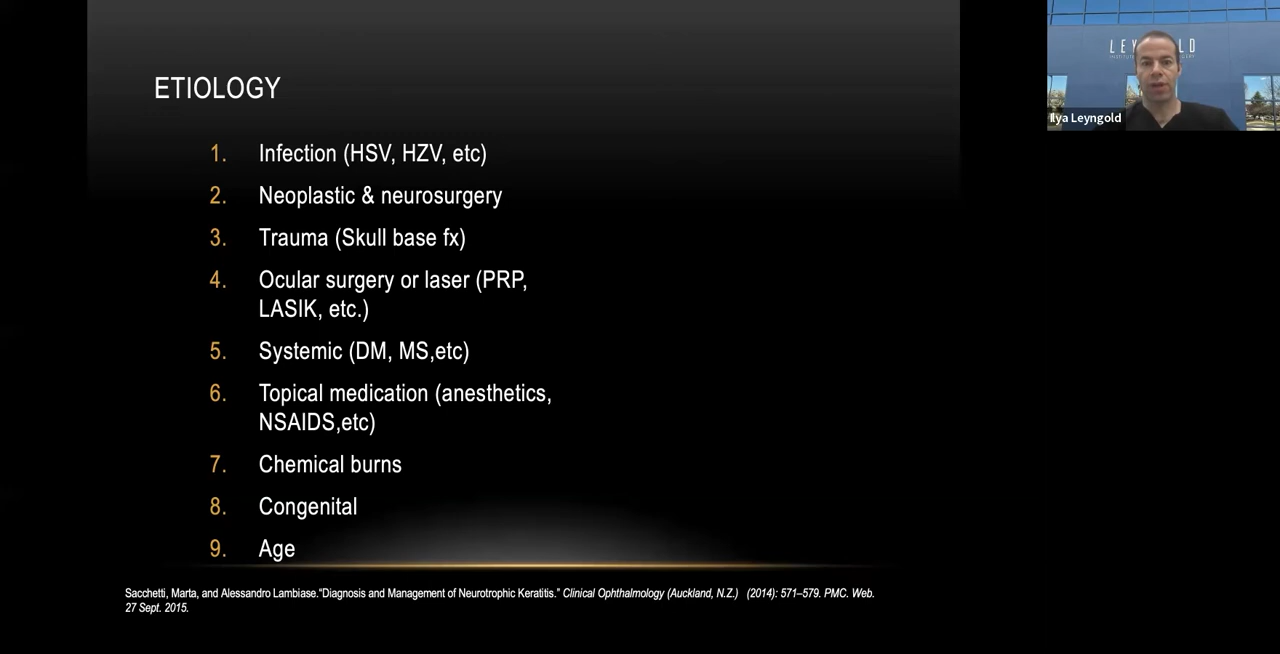 ETIOLOGY
1. Infection (HSV, HZV, etc)
2. Neoplastic & neurosurgery
3. Trauma (Skull base fx)
4. Ocular surgery or laser (PRP,
LASIK, etc.)
5. Systemic (DM, MS,etc)
6. Topical medication (anesthetics,
NSAIDS,etc)
7. Chemical burns
8. Congenital
9. Age
Sacchetti, Marta, and Alessandro Lambiase.“Diagnosis and Management of Neurotrophic Keratitis.” Clinical Ophthalmology (Auckland, N.Z.) (2014): 571–579. PMC. Web.
27 Sept. 2015.
Ilya Leyngold